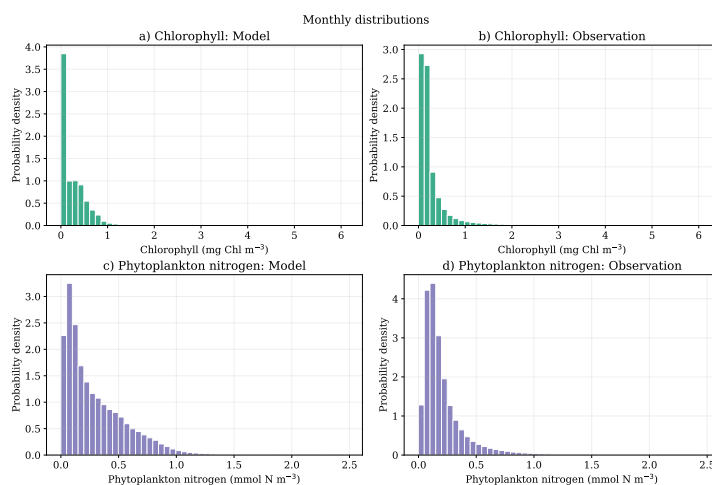 Monthly distributions
a) Chlorophyll: Model
Probability density
4.0
3.5
3.0
2.5
2.0
1.5
1.0
0.5
0.0
0 1 2 3 4 5 6
Chlorophyll (mg Chl m⁻³)
b) Chlorophyll: Observation
Probability density
3.0
2.5
2.0
1.5
1.0
0.5
0.0
0 1 2 3 4 5 6
Chlorophyll (mg Chl m⁻³)
c) Phytoplankton nitrogen: Model
Probability density
3.0
2.5
2.0
1.5
1.0
0.5
0.0
0.0 0.5 1.0 1.5 2.0 2.5
Phytoplankton nitrogen (mmol N m⁻³)
d) Phytoplankton nitrogen: Observation
Probability density
4
3
2
1
0
0.0 0.5 1.0 1.5 2.0 2.5
Phytoplankton nitrogen (mmol N m⁻³)